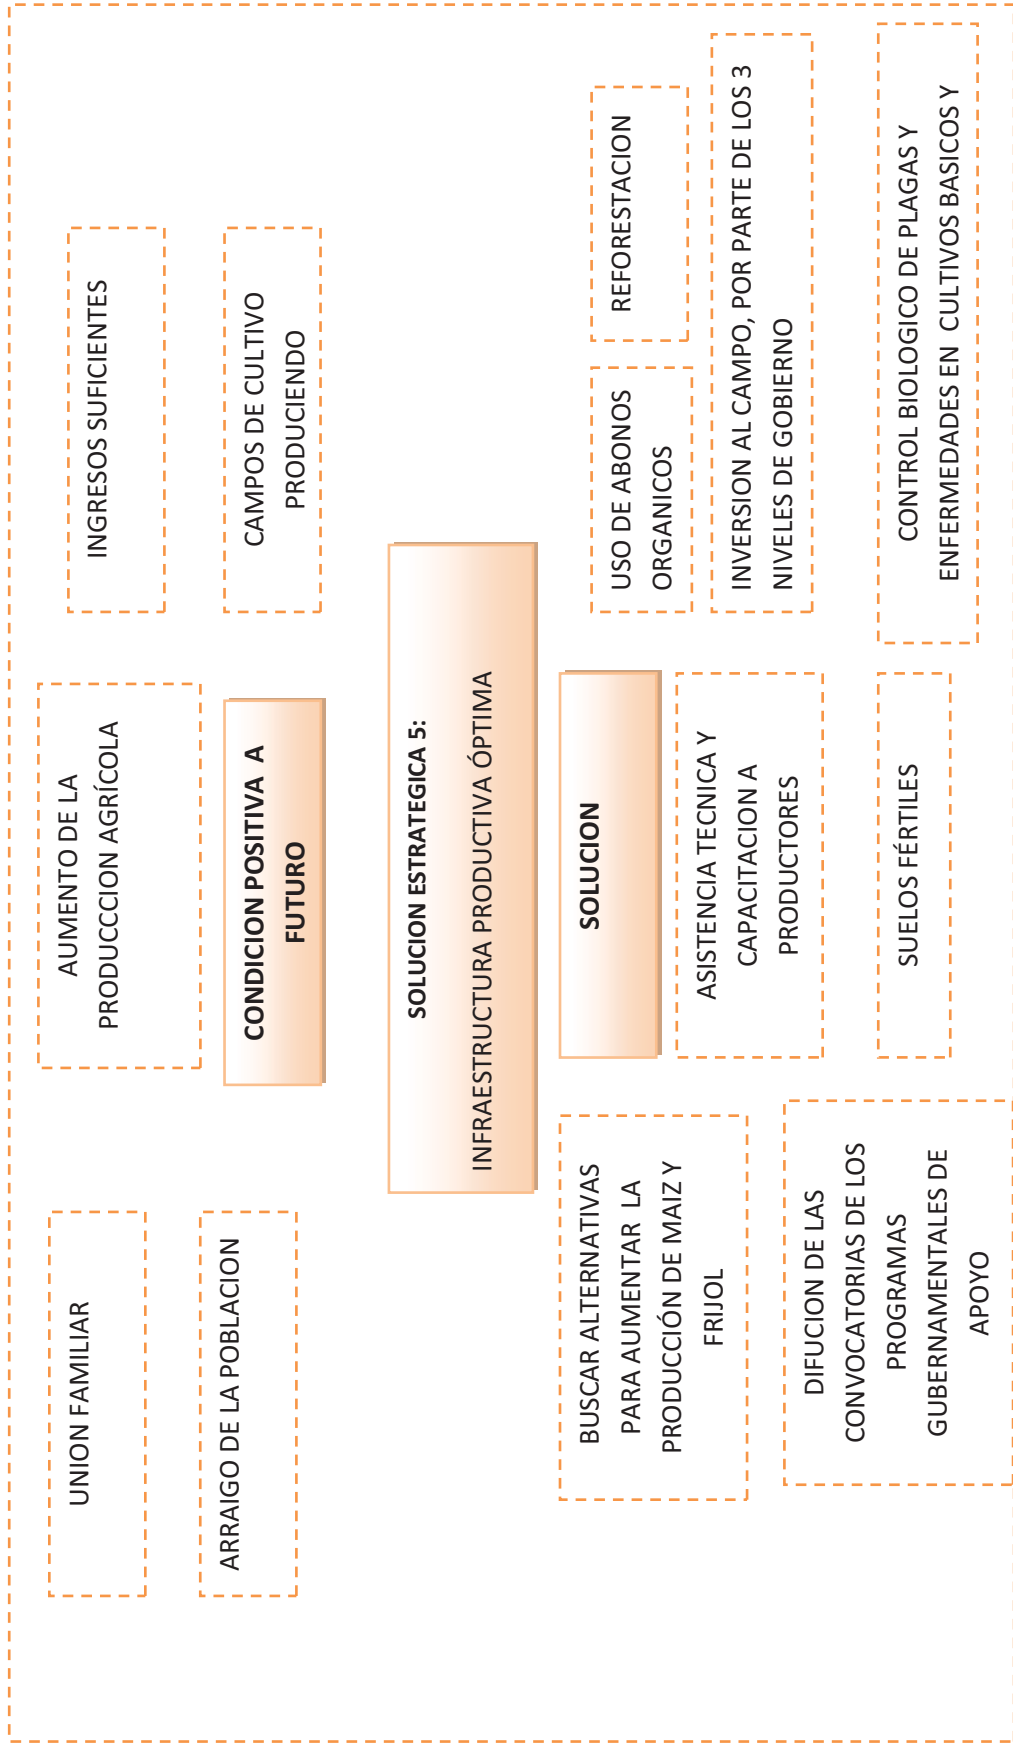 UNION FAMILIAR
AUMENTO DE LA
PRODUCCCION AGRÍCOLA
INGRESOS SUFICIENTES
ARRAIGO DE LA POBLACION
CONDICION POSITIVA  A
FUTURO
CAMPOS DE CULTIVO
PRODUCIENDO
SOLUCION ESTRATEGICA 5:
INFRAESTRUCTURA PRODUCTIVA ÓPTIMA
BUSCAR ALTERNATIVAS
PARA AUMENTAR  LA
PRODUCCIÓN DE MAIZ Y
FRIJOL
SOLUCION
USO DE ABONOS
ORGANICOS
REFORESTACION
ASISTENCIA TECNICA Y
CAPACITACION A
PRODUCTORES
INVERSION AL CAMPO, POR PARTE DE LOS 3
NIVELES DE GOBIERNO
DIFUCION DE LAS
CONVOCATORIAS DE LOS
PROGRAMAS
GUBERNAMENTALES DE
APOYO
SUELOS FÉRTILES
CONTROL BIOLOGICO DE PLAGAS Y
ENFERMEDADES EN  CULTIVOS BASICOS Y